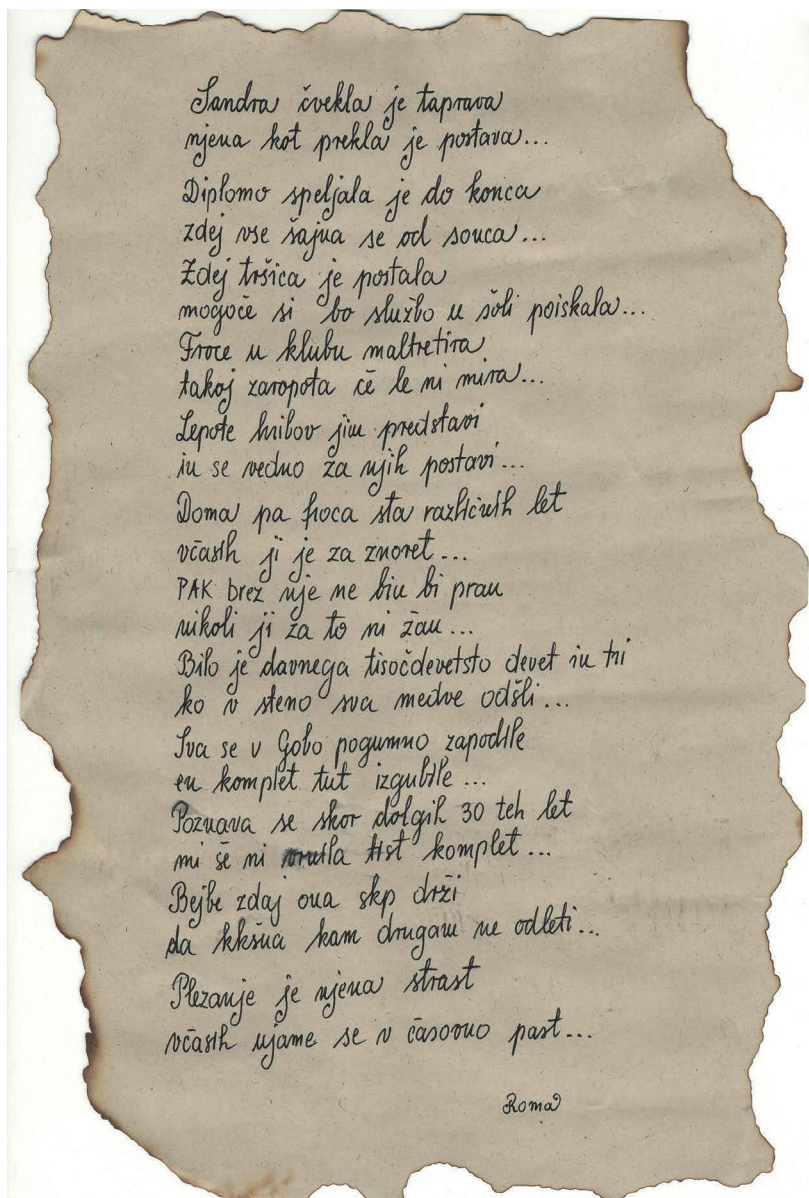 Sandra čvekla je taprava
njena kot prekla je postava...
Diplomo speljala je do konca
zdej vse šajna se od sonca...
Zdej tršica je postala
mogoče si bo službo u šoli poiskala...
Froce u klubu maltretira
takoj zaropota če le ni mira...
Lepote hribov jim predstavi
in se vedno za njih postavi...
Doma pa froca sta različnih let
včasih ji je za znoret...
PAK brez nje ne biu bi prau
nikoli ji za to ni žau...
Bilo je davnega tisočdevetsto devet in tri
ko v steno sva medve odšli...
Sva se v Gobo pogumno zapodile
en komplet tut izgubile...
Poznava se skor dolgih 30 teh let
mi še ni vrnila tist komplet...
Bejbe zdaj ona skp drži
da kkšna kam drugam ne odleti...
Plezanje je njena strast
včasih ujame se v časovno past...
Roma